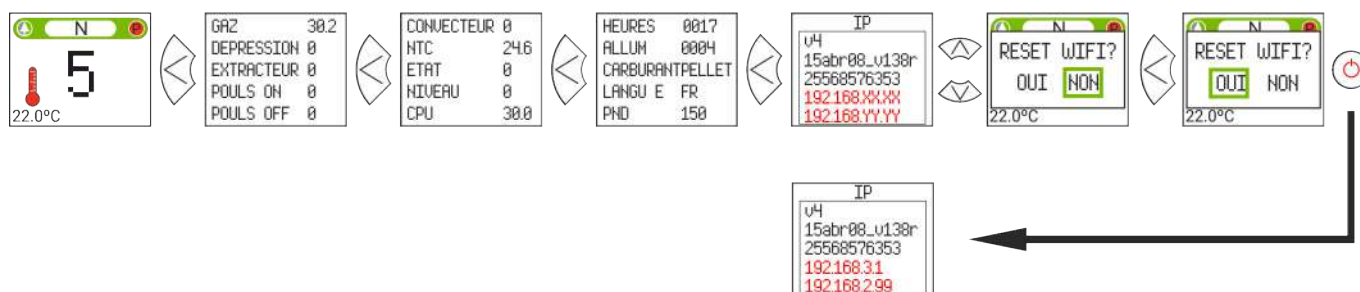 N
5
22.0ºC
GAZ 30.2
DEPRESSION 0
EXTRACTEUR 0
POULS ON 0
POULS OFF 0
CONVECTEUR 0
NTC 24.6
ETAT 0
NIVEAU 0
CPU 30.0
HEURES 0017
ALLUM 0004
CARBURANTPELLET
LANGU E FR
PND 150
IP
v4
15abr08_v138r
25568576353
192.168.XX.XX
192.168.YY.YY
N
RESET WIFI?
OUI NON
22.0ºC
N
RESET WIFI?
OUI NON
22.0ºC
IP
v4
15abr08_v138r
25568576353
192.168.3.1
192.168.2.99